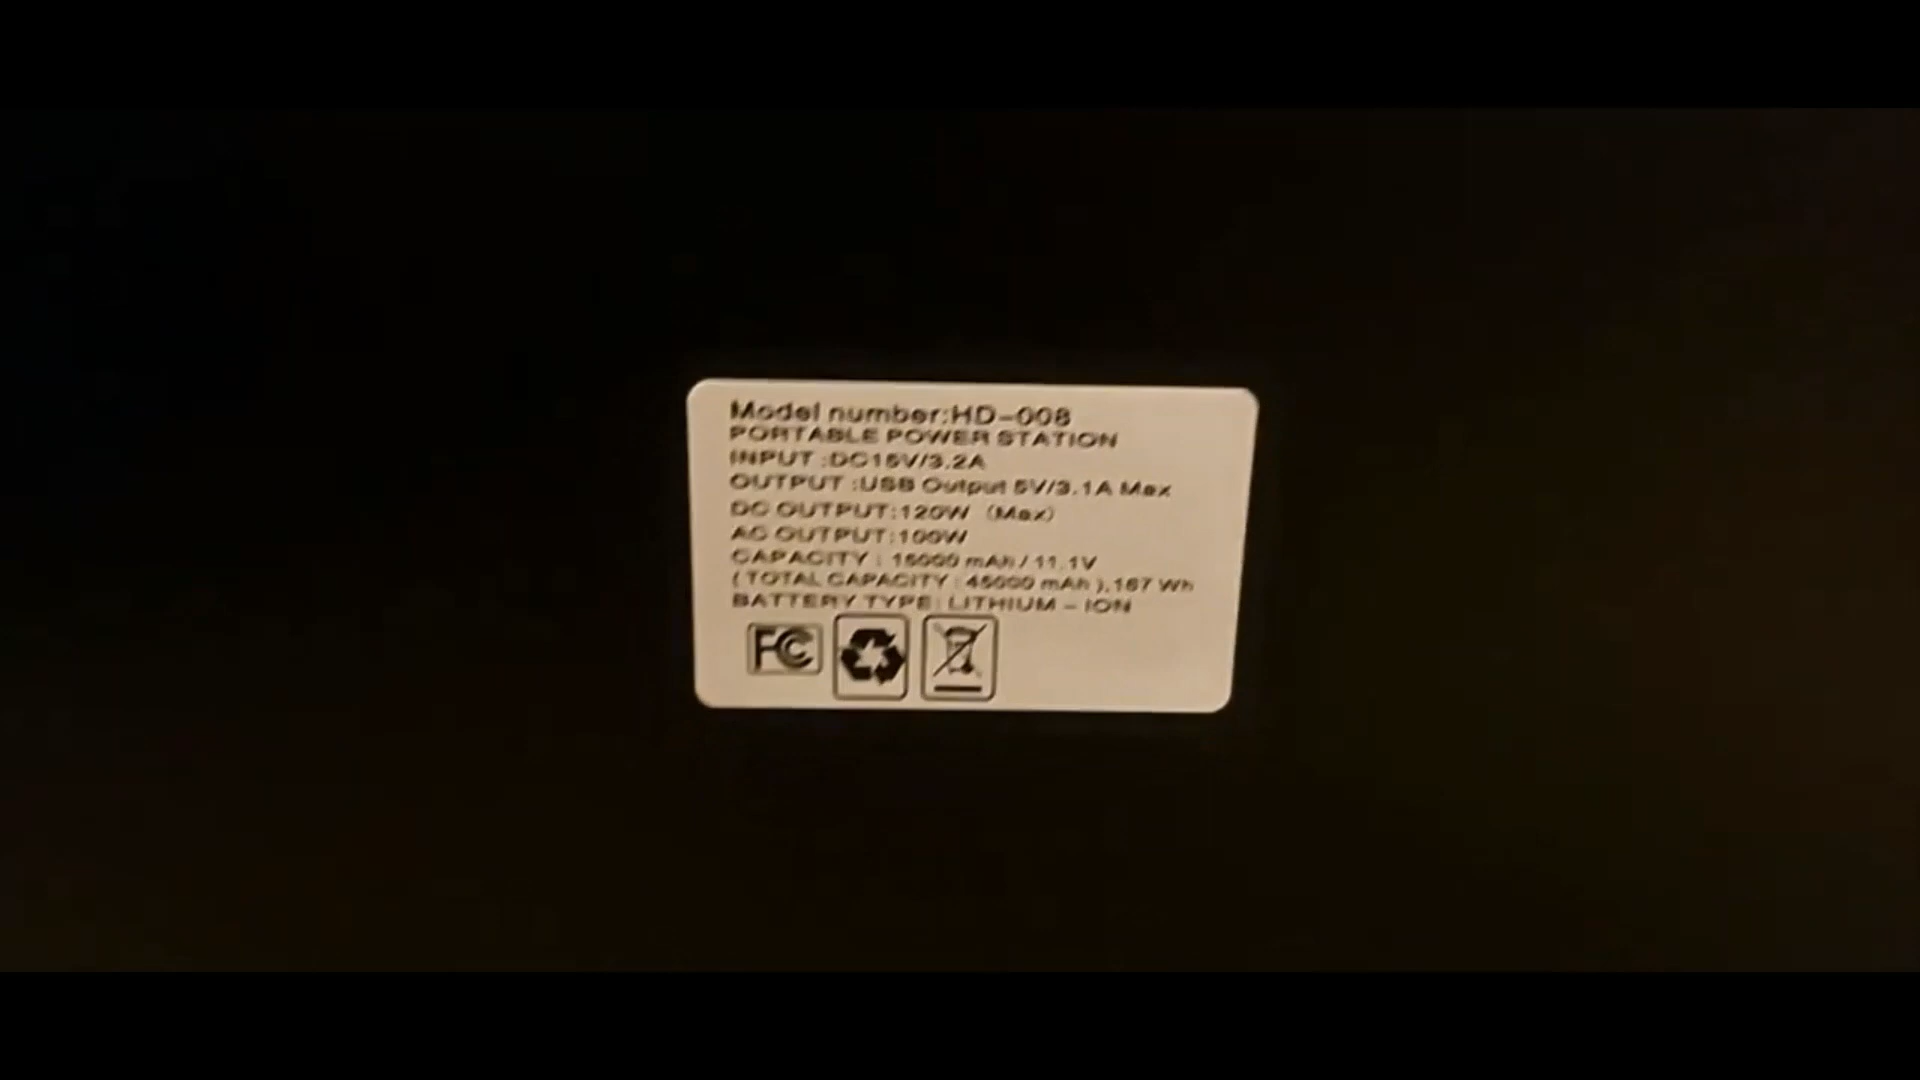 Model number:HD-008
PORTABLE POWER STATION
INPUT :DC15V/3.2A
OUTPUT :USB Output 5V/3.1A Max
DC OUTPUT:120W (Max)
AC OUTPUT:100W
CAPACITY : 15000 mAh / 11.1V
( TOTAL CAPACITY : 45000 mAh ),167 Wh
BATTERY TYPE: LITHIUM - ION
FC